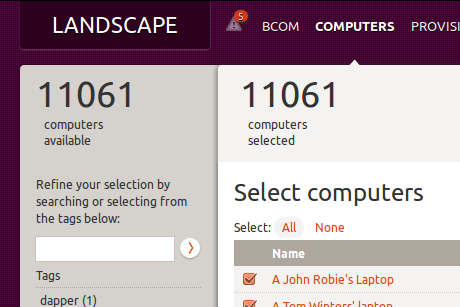 LANDSCAPE
5
BCOM COMPUTERS
11061
computers
available
11061
computers
selected
Refine your selection by
searching or selecting from
the tags below:
Tags
dapper (1)
Select computers
Select: All None
Name
A John Robie's Laptop
A Tom Winters' laptop